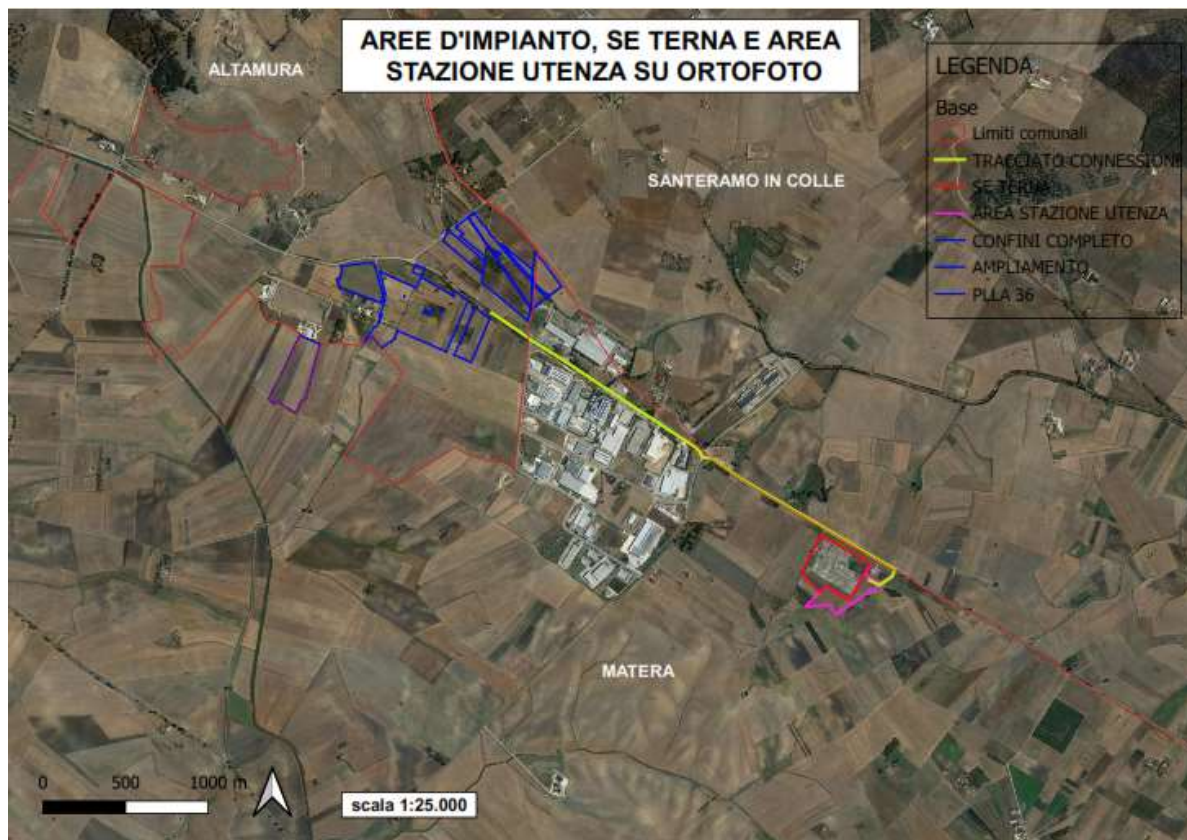 AREE D'IMPIANTO, SE TERNA E AREA
STAZIONE UTENZA SU ORTOFOTO
ALTAMURA
SANTERAMO IN COLLE
MATERA
LEGENDA
Base
Limiti comunali
TRACCIATO CONNESSIONE
SE TERNA
AREA STAZIONE UTENZA
CONFINI COMPLETO
AMPLIAMENTO
PLLA 36
0 500 1000 m
scala 1:25.000